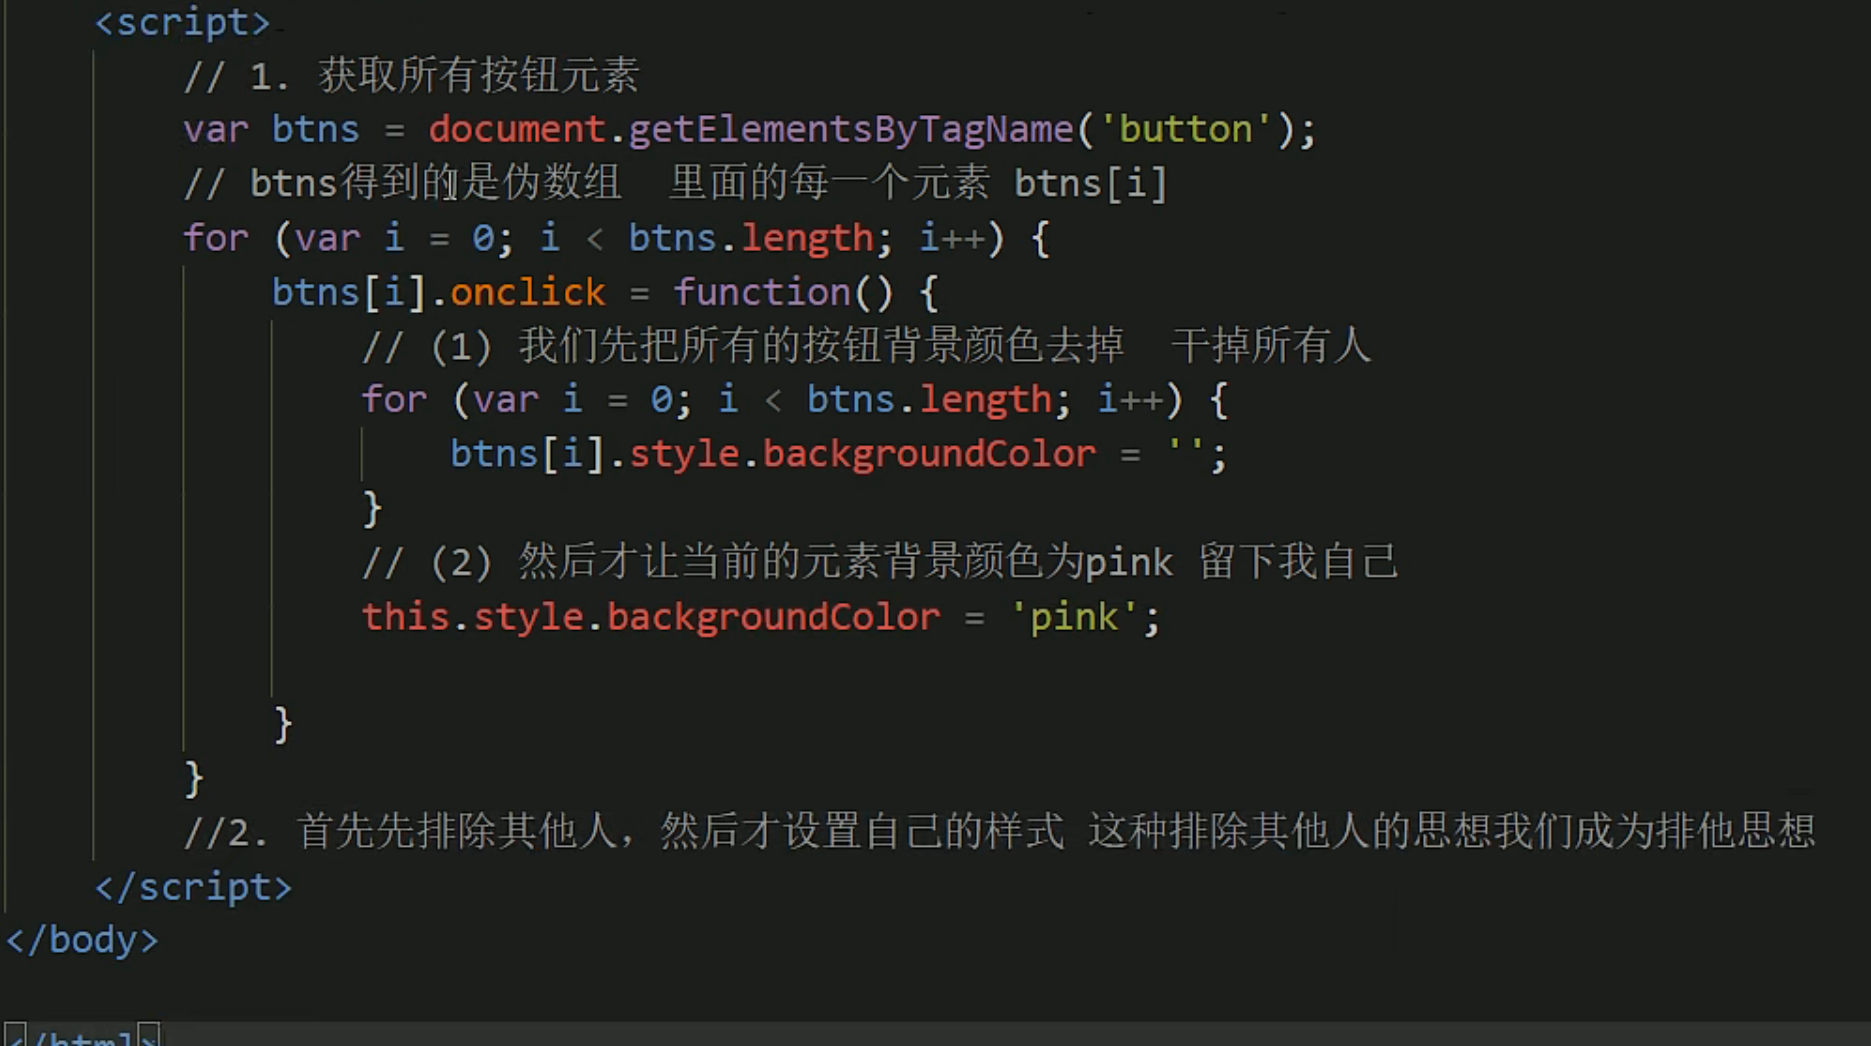 <script>
// 1. 获取所有按钮元素
var btns = document.getElementsByTagName('button');
// btns得到的是伪数组  里面的每一个元素 btns[i]
for (var i = 0; i < btns.length; i++) {
btns[i].onclick = function() {
// (1) 我们先把所有的按钮背景颜色去掉  干掉所有人
for (var i = 0; i < btns.length; i++) {
btns[i].style.backgroundColor = '';
}
// (2) 然后才让当前的元素背景颜色为pink 留下我自己
this.style.backgroundColor = 'pink';
}
}
//2. 首先先排除其他人，然后才设置自己的样式 这种排除其他人的思想我们成为排他思想
</script>
</body>
</html>